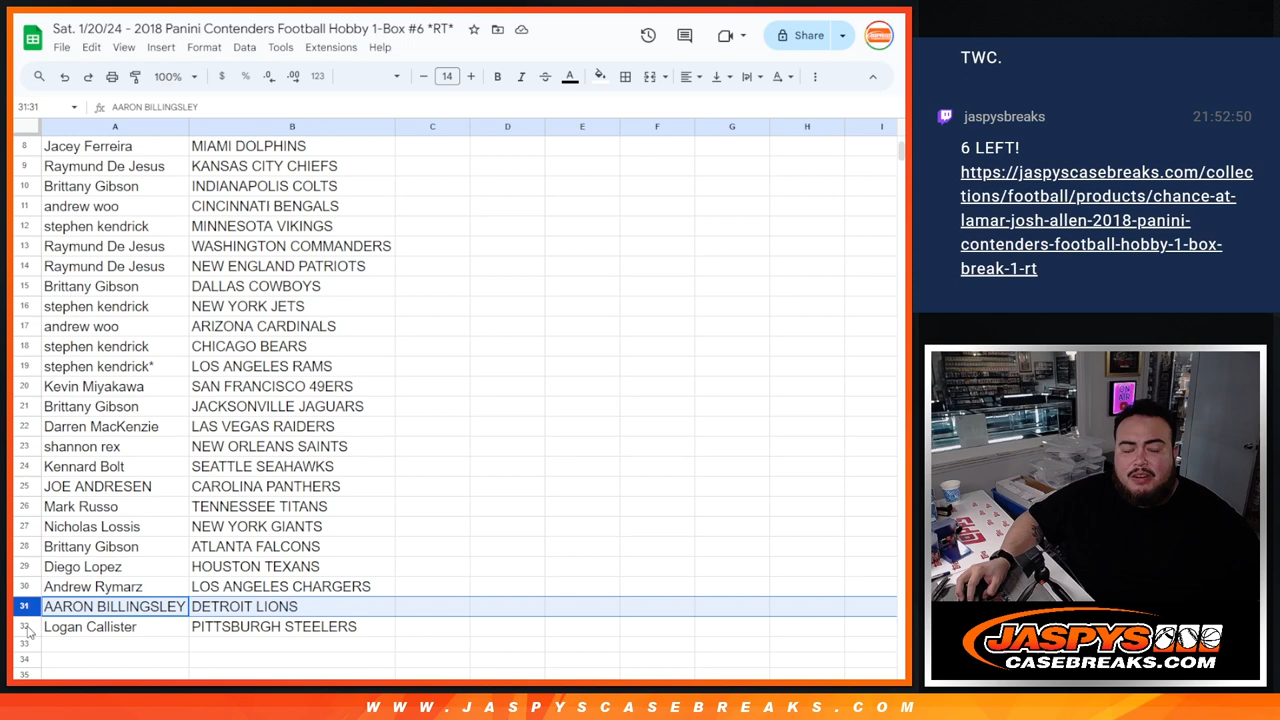 Sat. 1/20/24 - 2018 Panini Contenders Football Hobby 1-Box #6 *RT*
File Edit View Insert Format Data Tools Extensions Help
Share
100% $ % .0 .00 123 14 B I A
31:31 fx AARON BILLINGSLEY
A B C D E F G H I
8 Jacey Ferreira MIAMI DOLPHINS
9 Raymund De Jesus KANSAS CITY CHIEFS
10 Brittany Gibson INDIANAPOLIS COLTS
11 andrew woo CINCINNATI BENGALS
12 stephen kendrick MINNESOTA VIKINGS
13 Raymund De Jesus WASHINGTON COMMANDERS
14 Raymund De Jesus NEW ENGLAND PATRIOTS
15 Brittany Gibson DALLAS COWBOYS
16 stephen kendrick NEW YORK JETS
17 andrew woo ARIZONA CARDINALS
18 stephen kendrick CHICAGO BEARS
19 stephen kendrick* LOS ANGELES RAMS
20 Kevin Miyakawa SAN FRANCISCO 49ERS
21 Brittany Gibson JACKSONVILLE JAGUARS
22 Darren MacKenzie LAS VEGAS RAIDERS
23 shannon rex NEW ORLEANS SAINTS
24 Kennard Bolt SEATTLE SEAHAWKS
25 JOE ANDRESEN CAROLINA PANTHERS
26 Mark Russo TENNESSEE TITANS
27 Nicholas Lossis NEW YORK GIANTS
28 Brittany Gibson ATLANTA FALCONS
29 Diego Lopez HOUSTON TEXANS
30 Andrew Rymarz LOS ANGELES CHARGERS
31 AARON BILLINGSLEY DETROIT LIONS
32 Logan Callister PITTSBURGH STEELERS
33
34
35
TWC.
jaspysbreaks 21:52:50
6 LEFT!
https://jaspyscasebreaks.com/collec
tions/football/products/chance-at-
lamar-josh-allen-2018-panini-
contenders-football-hobby-1-box-
break-1-rt
ON AIR
JASPYS
CASEBREAKS.COM
WWW.JASPYSCASEBREAKS.COM